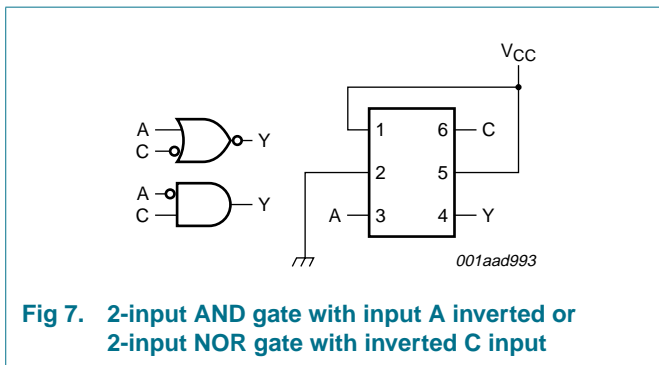 VCC
A
C
Y
A
C
Y
1
6
C
2
5
A
3
4
Y
001aad993
Fig 7. 2-input AND gate with input A inverted or
2-input NOR gate with inverted C input